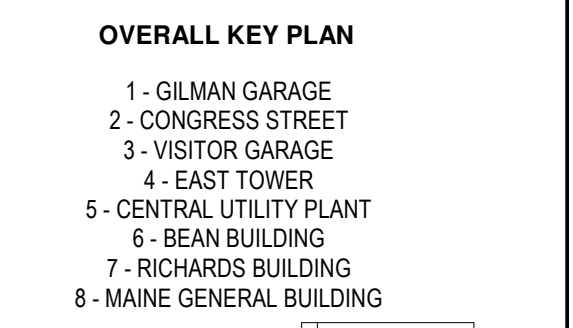 OVERALL KEY PLAN
1 - GILMAN GARAGE
2 - CONGRESS STREET
3 - VISITOR GARAGE
4 - EAST TOWER
5 - CENTRAL UTILITY PLANT
6 - BEAN BUILDING
7 - RICHARDS BUILDING
8 - MAINE GENERAL BUILDING